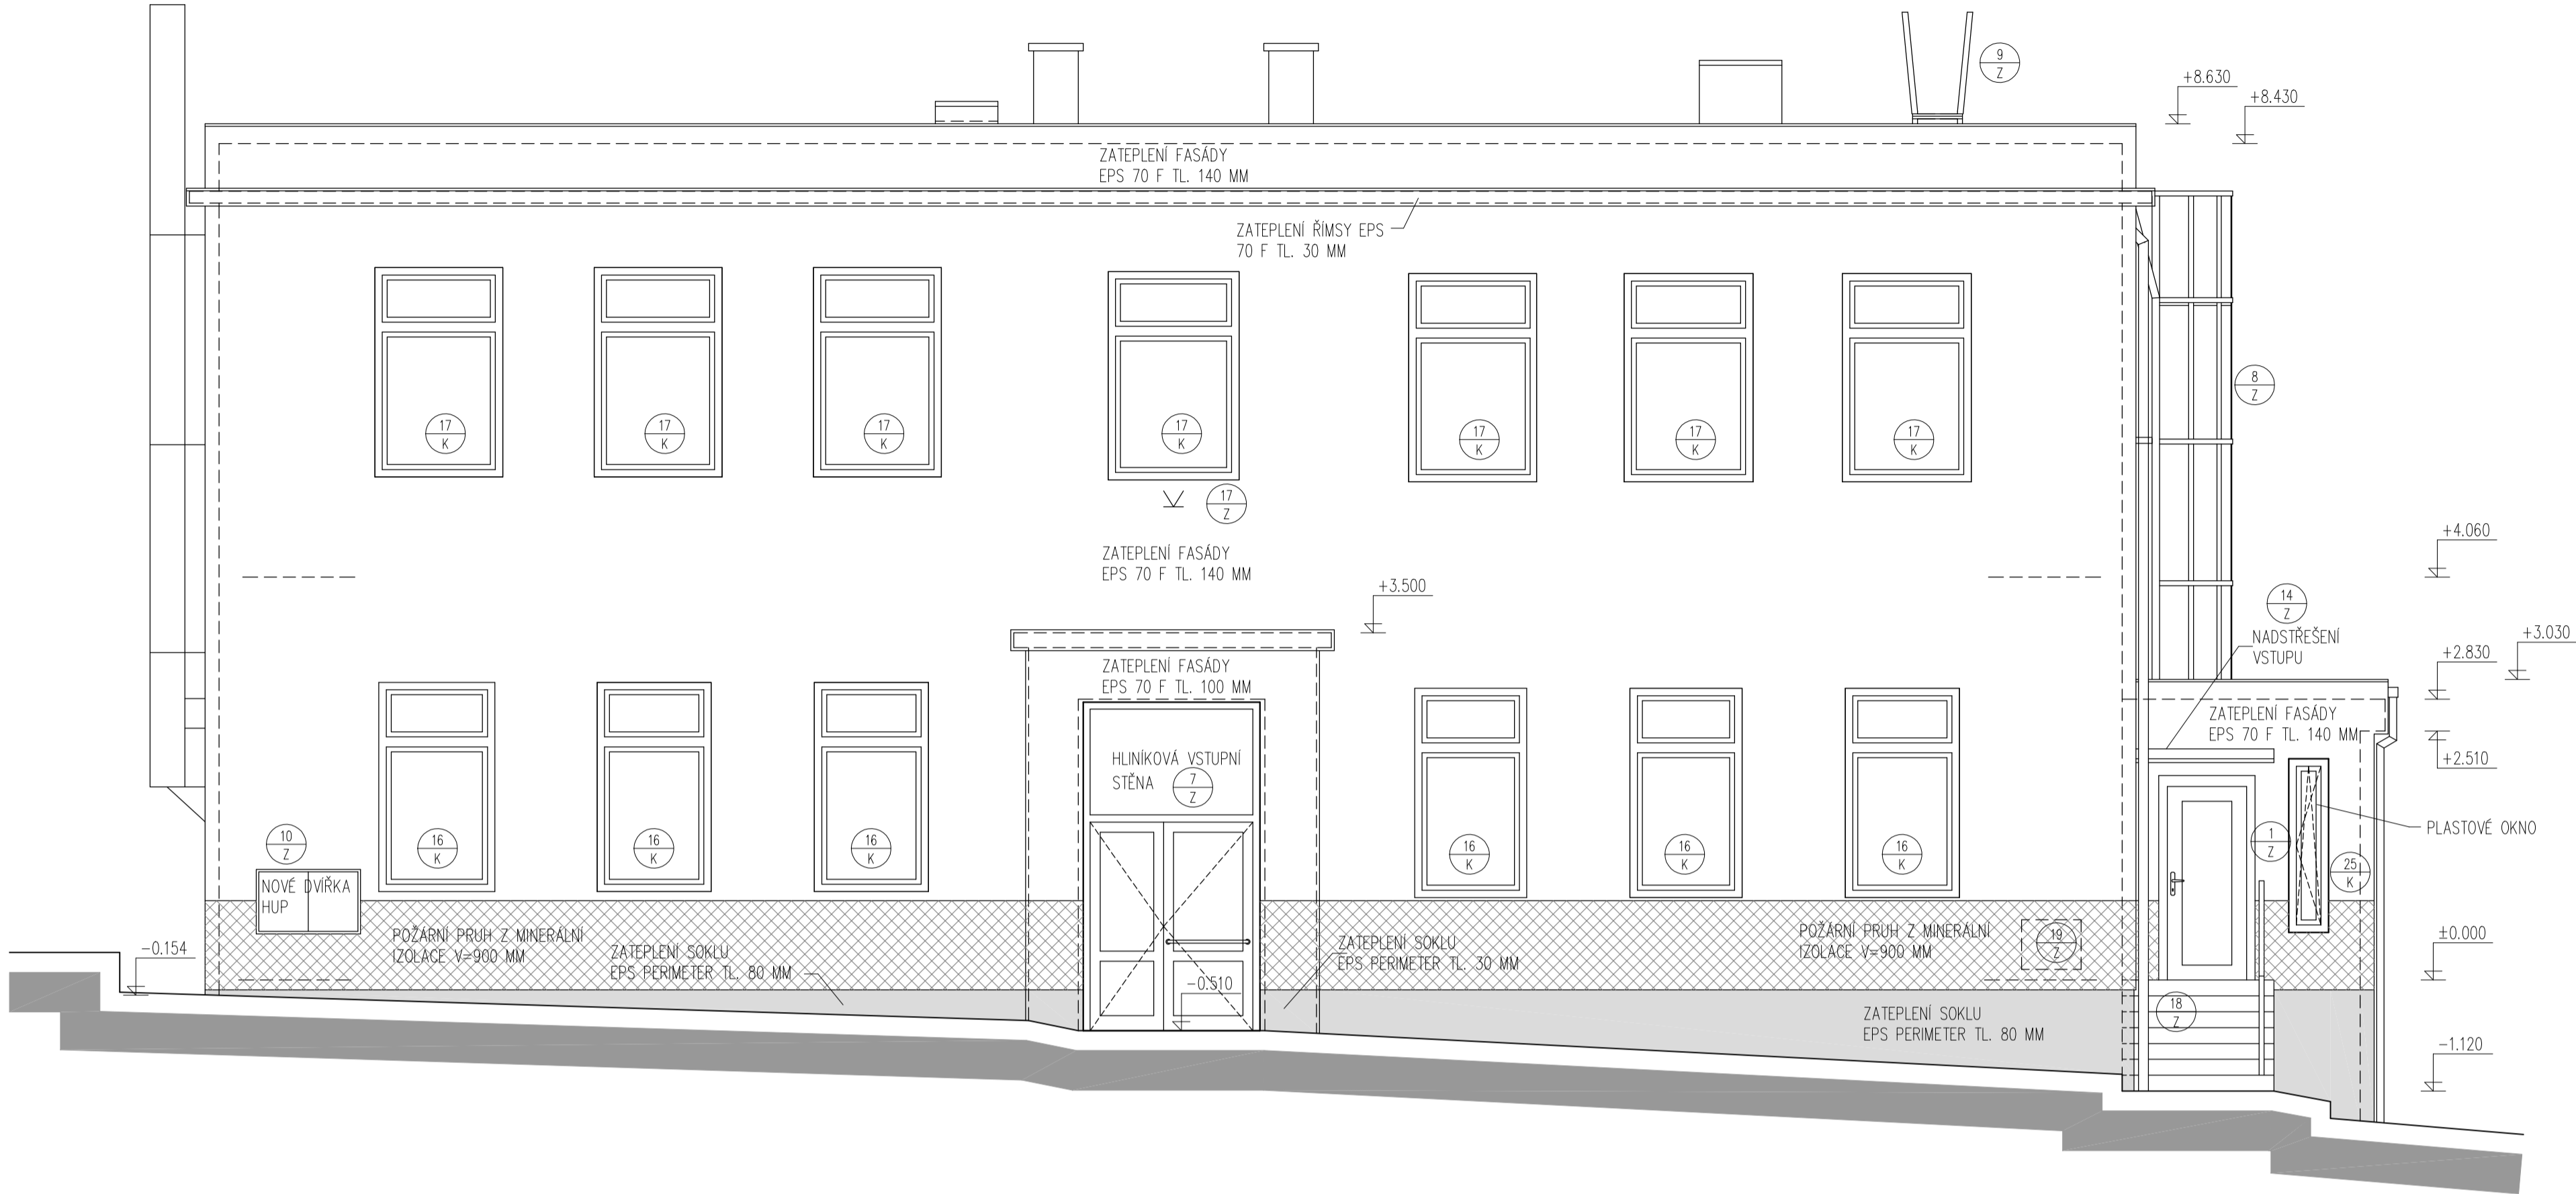 9
Z
+8.630
+8.430
ZATEPLENÍ FASÁDY
EPS 70 F TL. 140 MM
ZATEPLENÍ ŘÍMSY EPS
70 F TL. 30 MM
8
Z
17
K
17
K
17
K
17
K
17
K
17
K
17
K
17
Z
ZATEPLENÍ FASÁDY
EPS 70 F TL. 140 MM
+4.060
+3.500
14
Z
NADSTŘEŠENÍ
VSTUPU
+3.030
+2.830
ZATEPLENÍ FASÁDY
EPS 70 F TL. 100 MM
ZATEPLENÍ FASÁDY
EPS 70 F TL. 140 MM
+2.510
HLINÍKOVÁ VSTUPNÍ
STĚNA
7
Z
PLASTOVÉ OKNO
10
Z
16
K
16
K
16
K
16
K
16
K
16
K
1
Z
25
K
NOVÉ DVÍŘKA
HUP
POŽÁRNÍ PRUH Z MINERÁLNÍ
IZOLACE V=900 MM
ZATEPLENÍ SOKLU
EPS PERIMETER TL. 80 MM
ZATEPLENÍ SOKLU
EPS PERIMETER TL. 30 MM
POŽÁRNÍ PRUH Z MINERÁLNÍ
IZOLACE V=900 MM
19
Z
±0.000
-0.154
-0.510
18
Z
ZATEPLENÍ SOKLU
EPS PERIMETER TL. 80 MM
-1.120